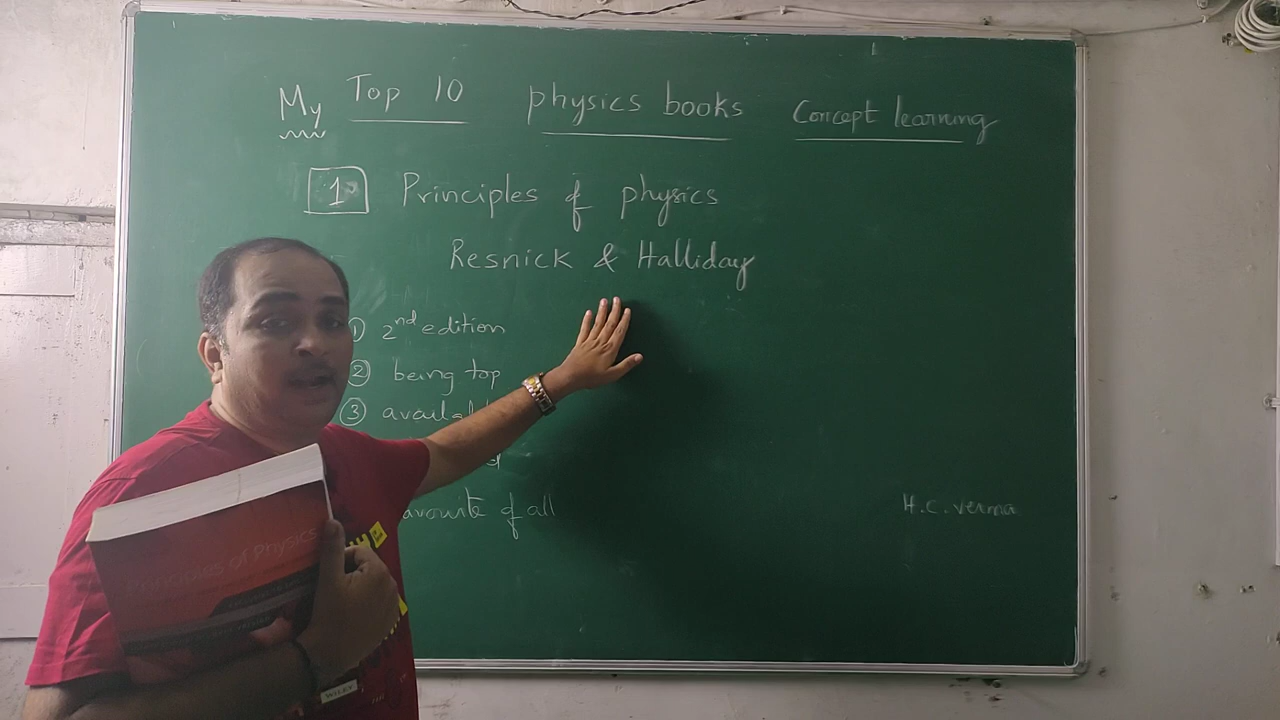 My Top 10 physics books Concept learning
1 Principles of physics
Resnick & Halliday
① 2nd edition
② being top
③ availab
avourite of all
H.C. Verma
Principles of Physics
WILEY